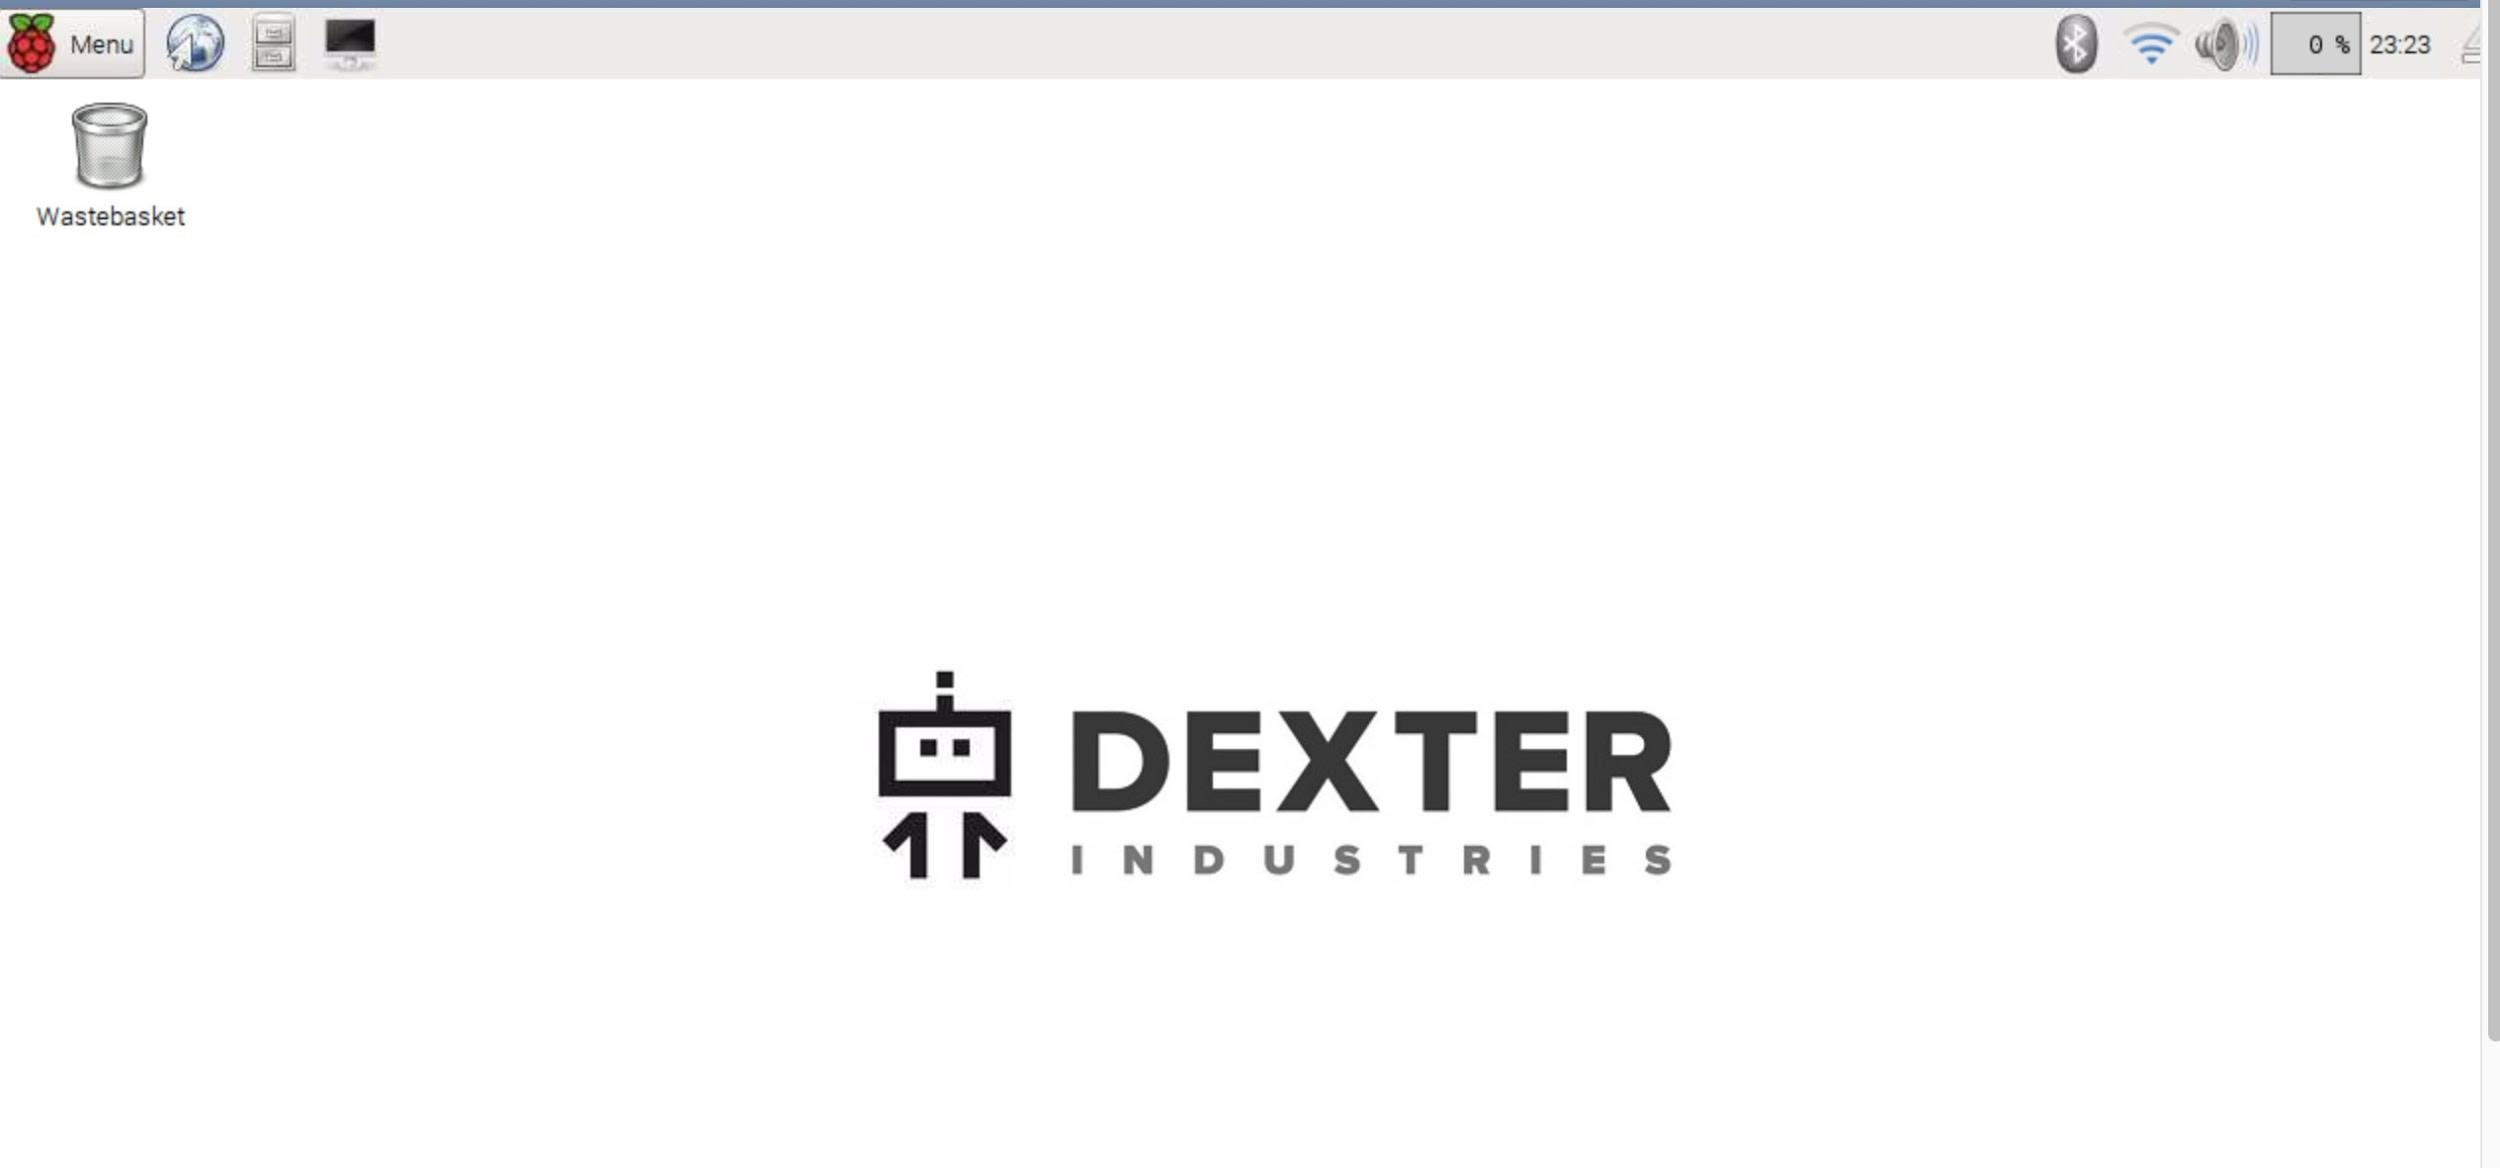 Menu 0 % 23:23
Wastebasket
DEXTER
INDUSTRIES